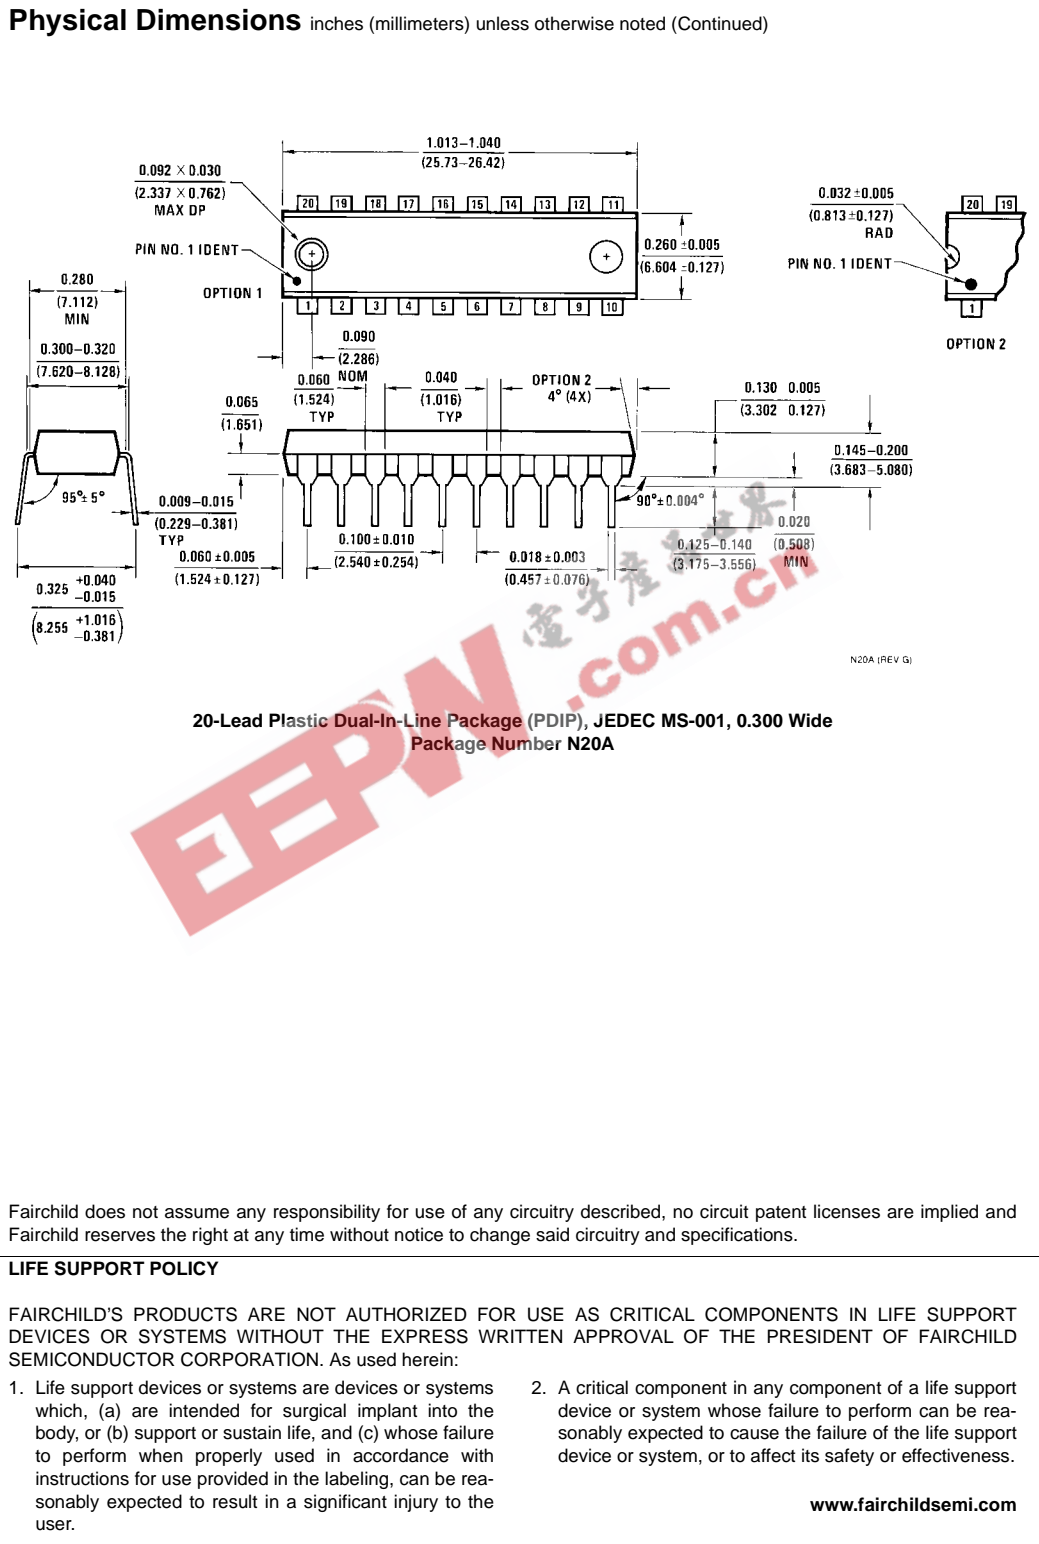 Physical Dimensions inches (millimeters) unless otherwise noted (Continued)
1.013–1.040
(25.73–26.42)
0.092 × 0.030
(2.337 × 0.762)
MAX DP
20 19 18 17 16 15 14 13 12 11
0.032 ±0.005
(0.813 ±0.127)
RAD
20 19
PIN NO. 1 IDENT
0.260 ±0.005
(6.604 ±0.127)
PIN NO. 1 IDENT
OPTION 1
1 2 3 4 5 6 7 8 9 10
1
OPTION 2
0.280
(7.112)
MIN
0.300–0.320
(7.620–8.128)
0.090
(2.286)
NOM
0.060
(1.524)
TYP
0.040
(1.016)
TYP
OPTION 2
4° (4X)
0.130 0.005
(3.302 0.127)
0.065
(1.651)
0.145–0.200
(3.683–5.080)
95°± 5°
0.009–0.015
(0.229–0.381)
TYP
90°±0.004°
0.020
(0.508)
MIN
0.100 ±0.010
(2.540 ±0.254)
0.125–0.140
(3.175–3.556)
0.060 ±0.005
(1.524 ±0.127)
0.018 ±0.003
(0.457 ±0.076)
0.325 +0.040
–0.015
(8.255 +1.016
–0.381)
N20A (REV G)
電子產品世界
EEPW.com.cn
20-Lead Plastic Dual-In-Line Package (PDIP), JEDEC MS-001, 0.300 Wide
Package Number N20A
Fairchild does not assume any responsibility for use of any circuitry described, no circuit patent licenses are implied and
Fairchild reserves the right at any time without notice to change said circuitry and specifications.
LIFE SUPPORT POLICY
FAIRCHILD'S PRODUCTS ARE NOT AUTHORIZED FOR USE AS CRITICAL COMPONENTS IN LIFE SUPPORT
DEVICES OR SYSTEMS WITHOUT THE EXPRESS WRITTEN APPROVAL OF THE PRESIDENT OF FAIRCHILD
SEMICONDUCTOR CORPORATION. As used herein:
1. Life support devices or systems are devices or systems
which, (a) are intended for surgical implant into the
body, or (b) support or sustain life, and (c) whose failure
to perform when properly used in accordance with
instructions for use provided in the labeling, can be rea-
sonably expected to result in a significant injury to the
user.
2. A critical component in any component of a life support
device or system whose failure to perform can be rea-
sonably expected to cause the failure of the life support
device or system, or to affect its safety or effectiveness.
www.fairchildsemi.com